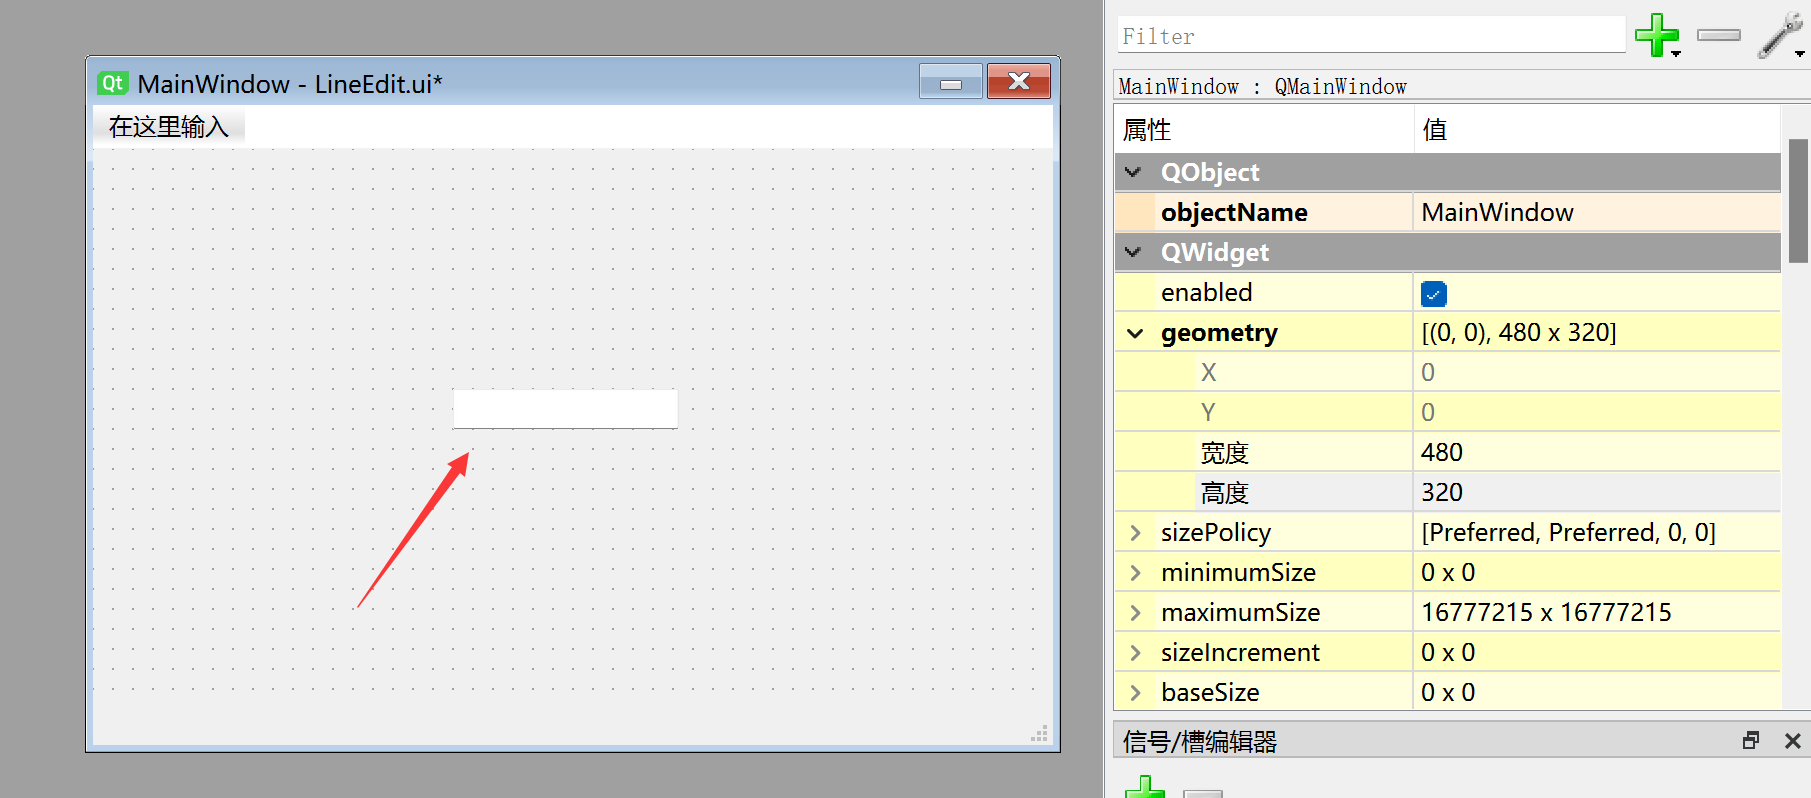 Qt MainWindow - LineEdit.ui*
在这里输入
Filter
MainWindow : QMainWindow
属性 值
QObject
objectName MainWindow
QWidget
enabled
geometry [(0, 0), 480 x 320]
X 0
Y 0
宽度 480
高度 320
sizePolicy [Preferred, Preferred, 0, 0]
minimumSize 0 x 0
maximumSize 16777215 x 16777215
sizeIncrement 0 x 0
baseSize 0 x 0
信号/槽编辑器